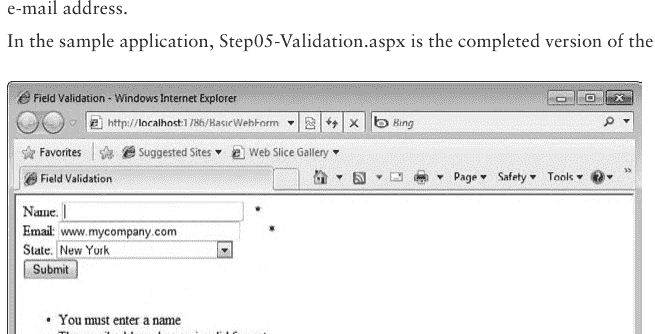 e-mail address.
In the sample application, Step05-Validation.aspx is the completed version of the
Field Validation - Windows Internet Explorer
http://localhost:1786/BasicWebForm
Bing
Favorites Suggested Sites Web Slice Gallery
Field Validation Page Safety Tools »
Name: *
Email: www.mycompany.com *
State: New York
Submit
• You must enter a name